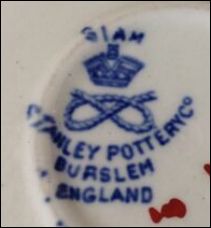 SIAM
STANLEY POTTERY Co
BURSLEM
ENGLAND